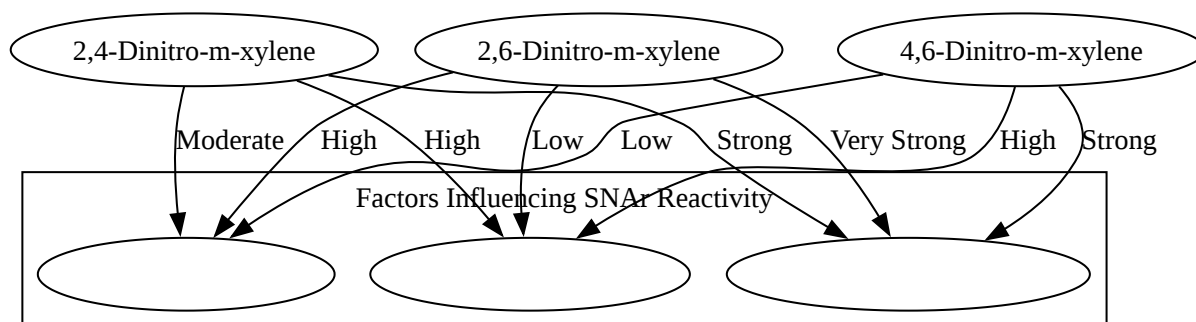 2,4-Dinitro-m-xylene
2,6-Dinitro-m-xylene
4,6-Dinitro-m-xylene
Moderate
High
High
Low
Low
Strong
Very Strong
High
Strong
Factors Influencing SNAr Reactivity